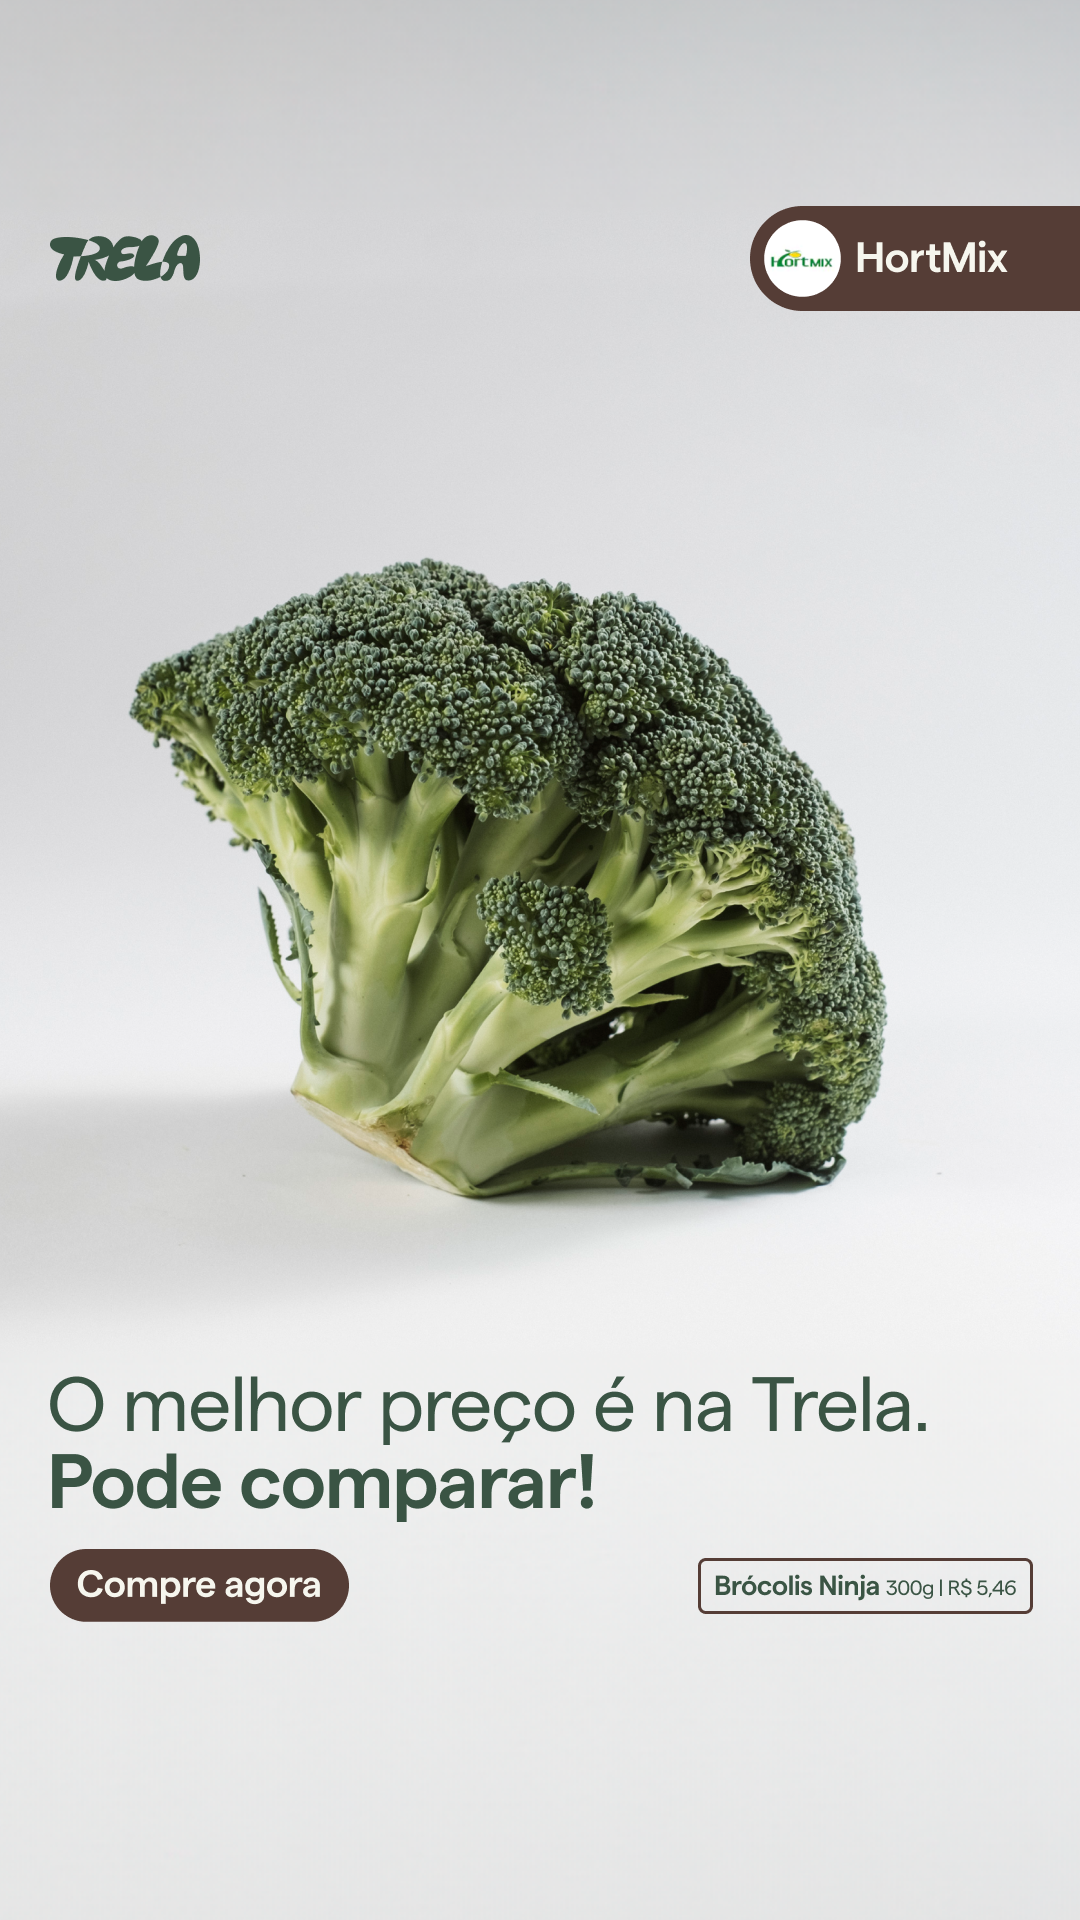 TRELA
HortMix
HortMix
O melhor preço é na Trela.
Pode comparar!
Compre agora
Brócolis Ninja 300g | R$ 5,46